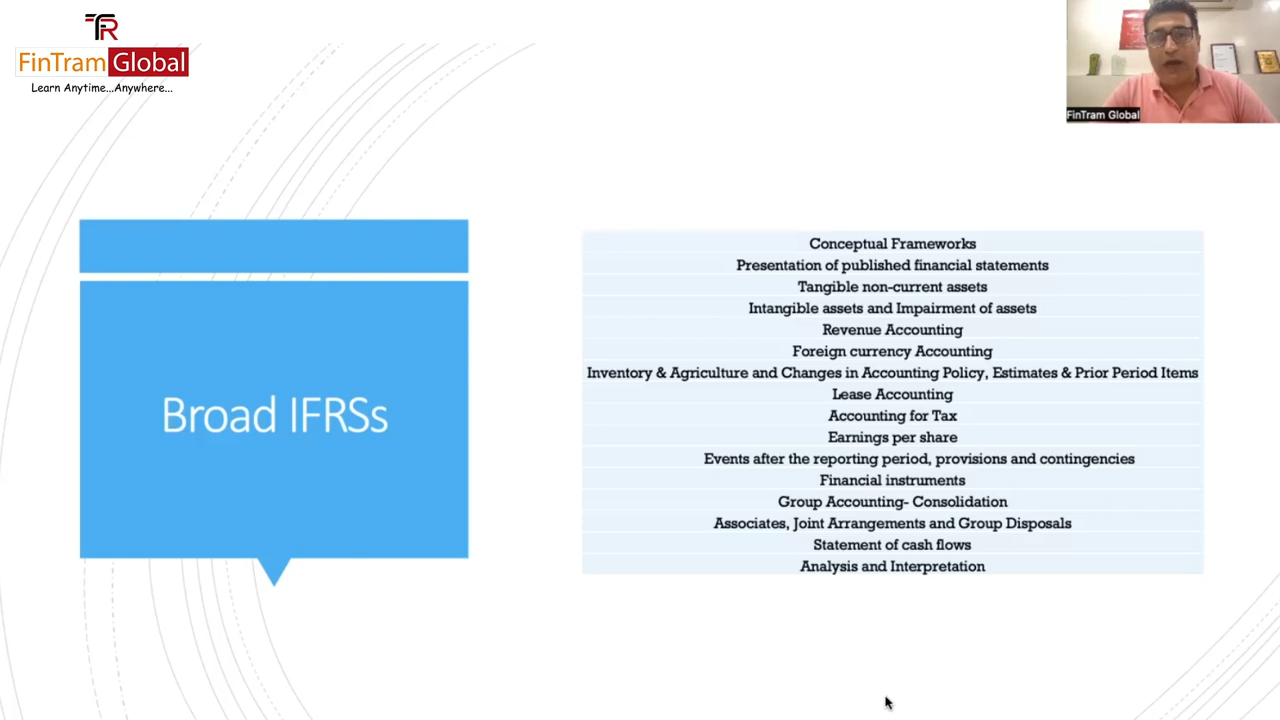 TR
FinTram Global
Learn Anytime...Anywhere...
FinTram Global
Broad IFRSs
Conceptual Frameworks
Presentation of published financial statements
Tangible non-current assets
Intangible assets and Impairment of assets
Revenue Accounting
Foreign currency Accounting
Inventory & Agriculture and Changes in Accounting Policy, Estimates & Prior Period Items
Lease Accounting
Accounting for Tax
Earnings per share
Events after the reporting period, provisions and contingencies
Financial instruments
Group Accounting- Consolidation
Associates, Joint Arrangements and Group Disposals
Statement of cash flows
Analysis and Interpretation